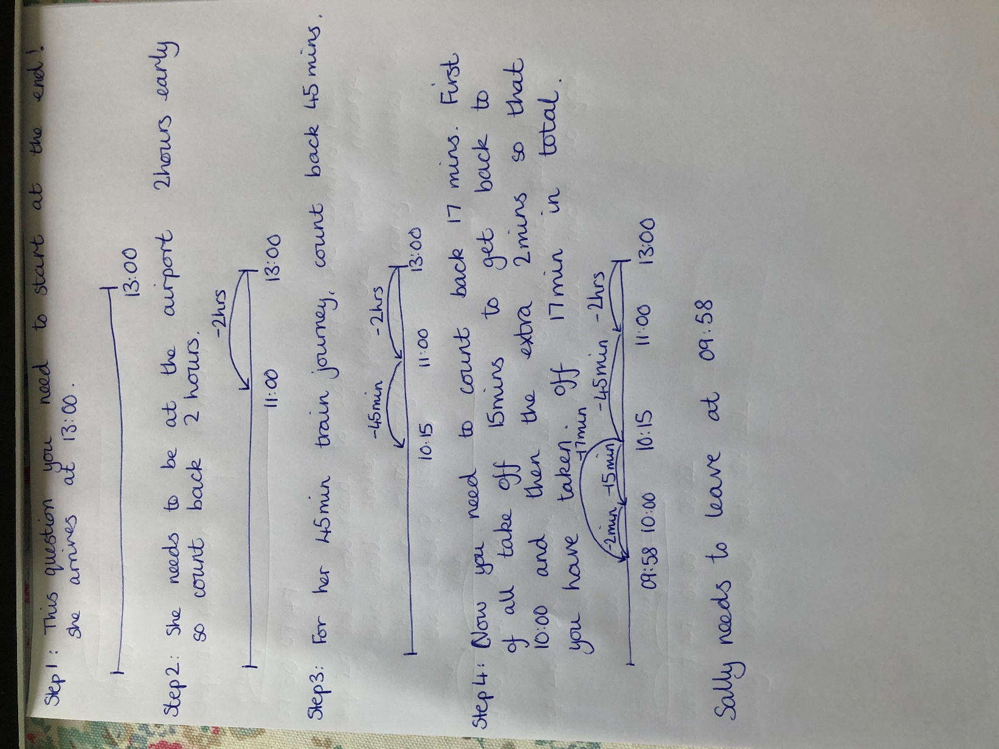 Step 1: This question you need to start at the end!
She arrives at 13:00.
13:00
Step 2: She needs to be at the airport 2hours early
so count back 2 hours.
-2hrs
11:00 13:00
Step 3: For her 45min train journey, count back 45 mins.
-45min -2hrs
10:15 11:00 13:00
Step 4: Now you need to count back 17 mins. First
of all take off 15mins to get back to
10:00 and then the extra 2mins so that
you have taken off 17min in total.
-17min
-2min -15min -45min -2hrs
09:58 10:00 10:15 11:00 13:00
Sally needs to leave at 09:58